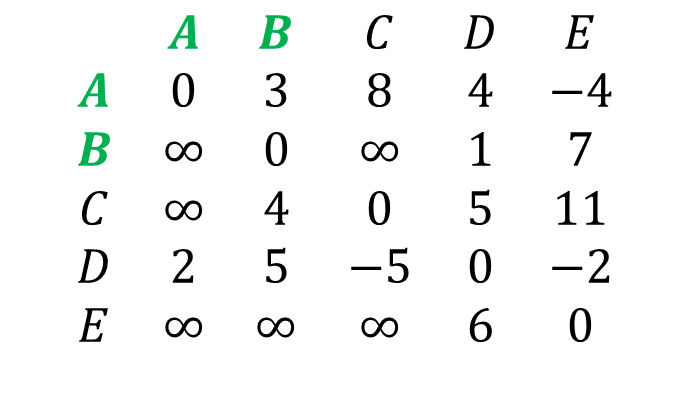 A B C D E
A 0 3 8 4 −4
B ∞ 0 ∞ 1 7
C ∞ 4 0 5 11
D 2 5 −5 0 −2
E ∞ ∞ ∞ 6 0